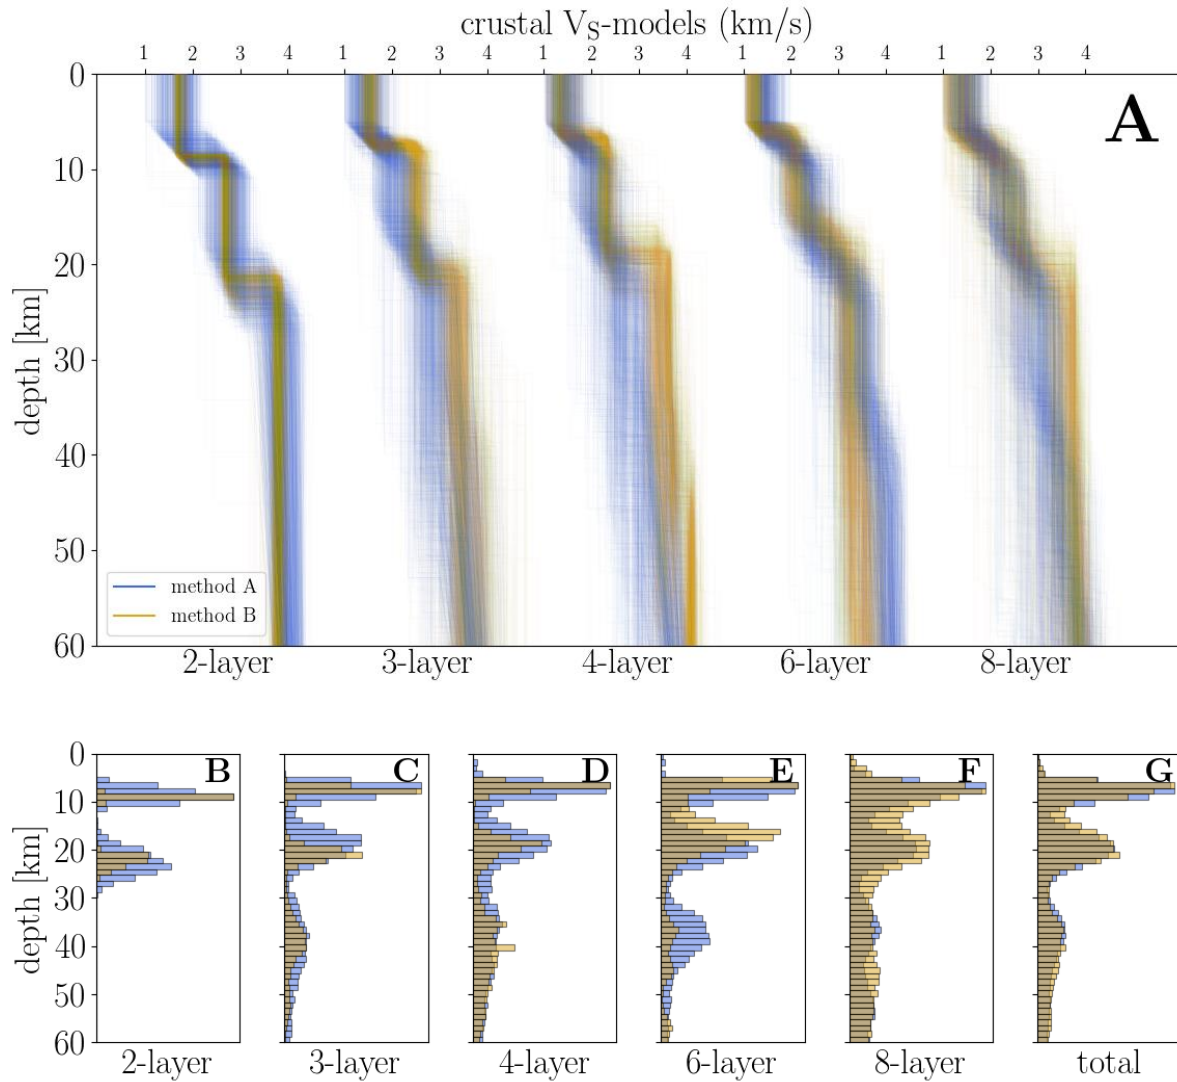 crustal VS-models (km/s)
1 2 3 4 1 2 3 4 1 2 3 4 1 2 3 4 1 2 3 4
A
0
10
20
30
40
50
60
depth [km]
method A
method B
2-layer 3-layer 4-layer 6-layer 8-layer
B C D E F G
0
10
20
30
40
50
60
depth [km]
2-layer 3-layer 4-layer 6-layer 8-layer total